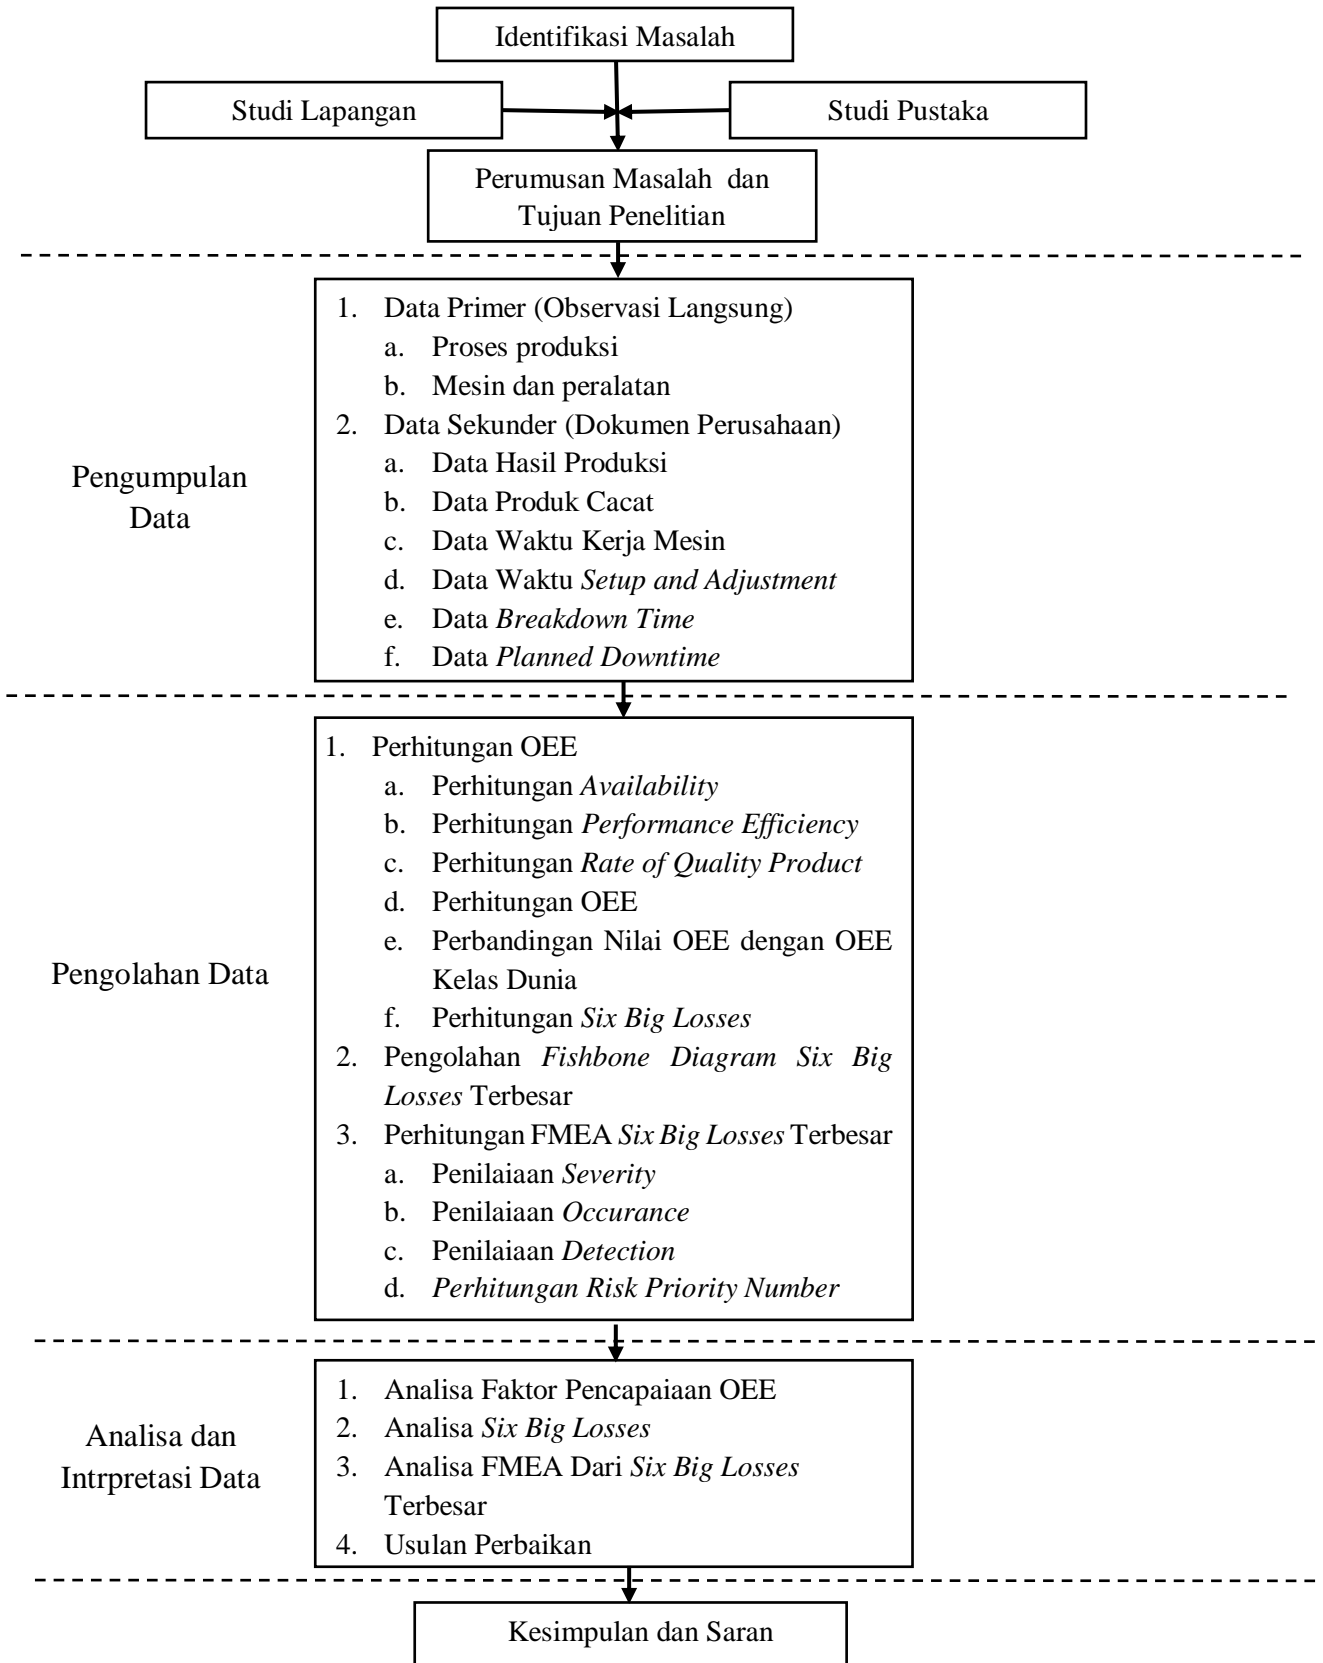 Identifikasi Masalah
Studi Lapangan
Studi Pustaka
Perumusan Masalah dan
Tujuan Penelitian
Pengumpulan
Data
1. Data Primer (Observasi Langsung)
a. Proses produksi
b. Mesin dan peralatan
2. Data Sekunder (Dokumen Perusahaan)
a. Data Hasil Produksi
b. Data Produk Cacat
c. Data Waktu Kerja Mesin
d. Data Waktu Setup and Adjustment
e. Data Breakdown Time
f. Data Planned Downtime
Pengolahan Data
1. Perhitungan OEE
a. Perhitungan Availability
b. Perhitungan Performance Efficiency
c. Perhitungan Rate of Quality Product
d. Perhitungan OEE
e. Perbandingan Nilai OEE dengan OEE
Kelas Dunia
f. Perhitungan Six Big Losses
2. Pengolahan Fishbone Diagram Six Big
Losses Terbesar
3. Perhitungan FMEA Six Big Losses Terbesar
a. Penilaiaan Severity
b. Penilaiaan Occurance
c. Penilaiaan Detection
d. Perhitungan Risk Priority Number
Analisa dan
Intrpretasi Data
1. Analisa Faktor Pencapaiaan OEE
2. Analisa Six Big Losses
3. Analisa FMEA Dari Six Big Losses
Terbesar
4. Usulan Perbaikan
Kesimpulan dan Saran